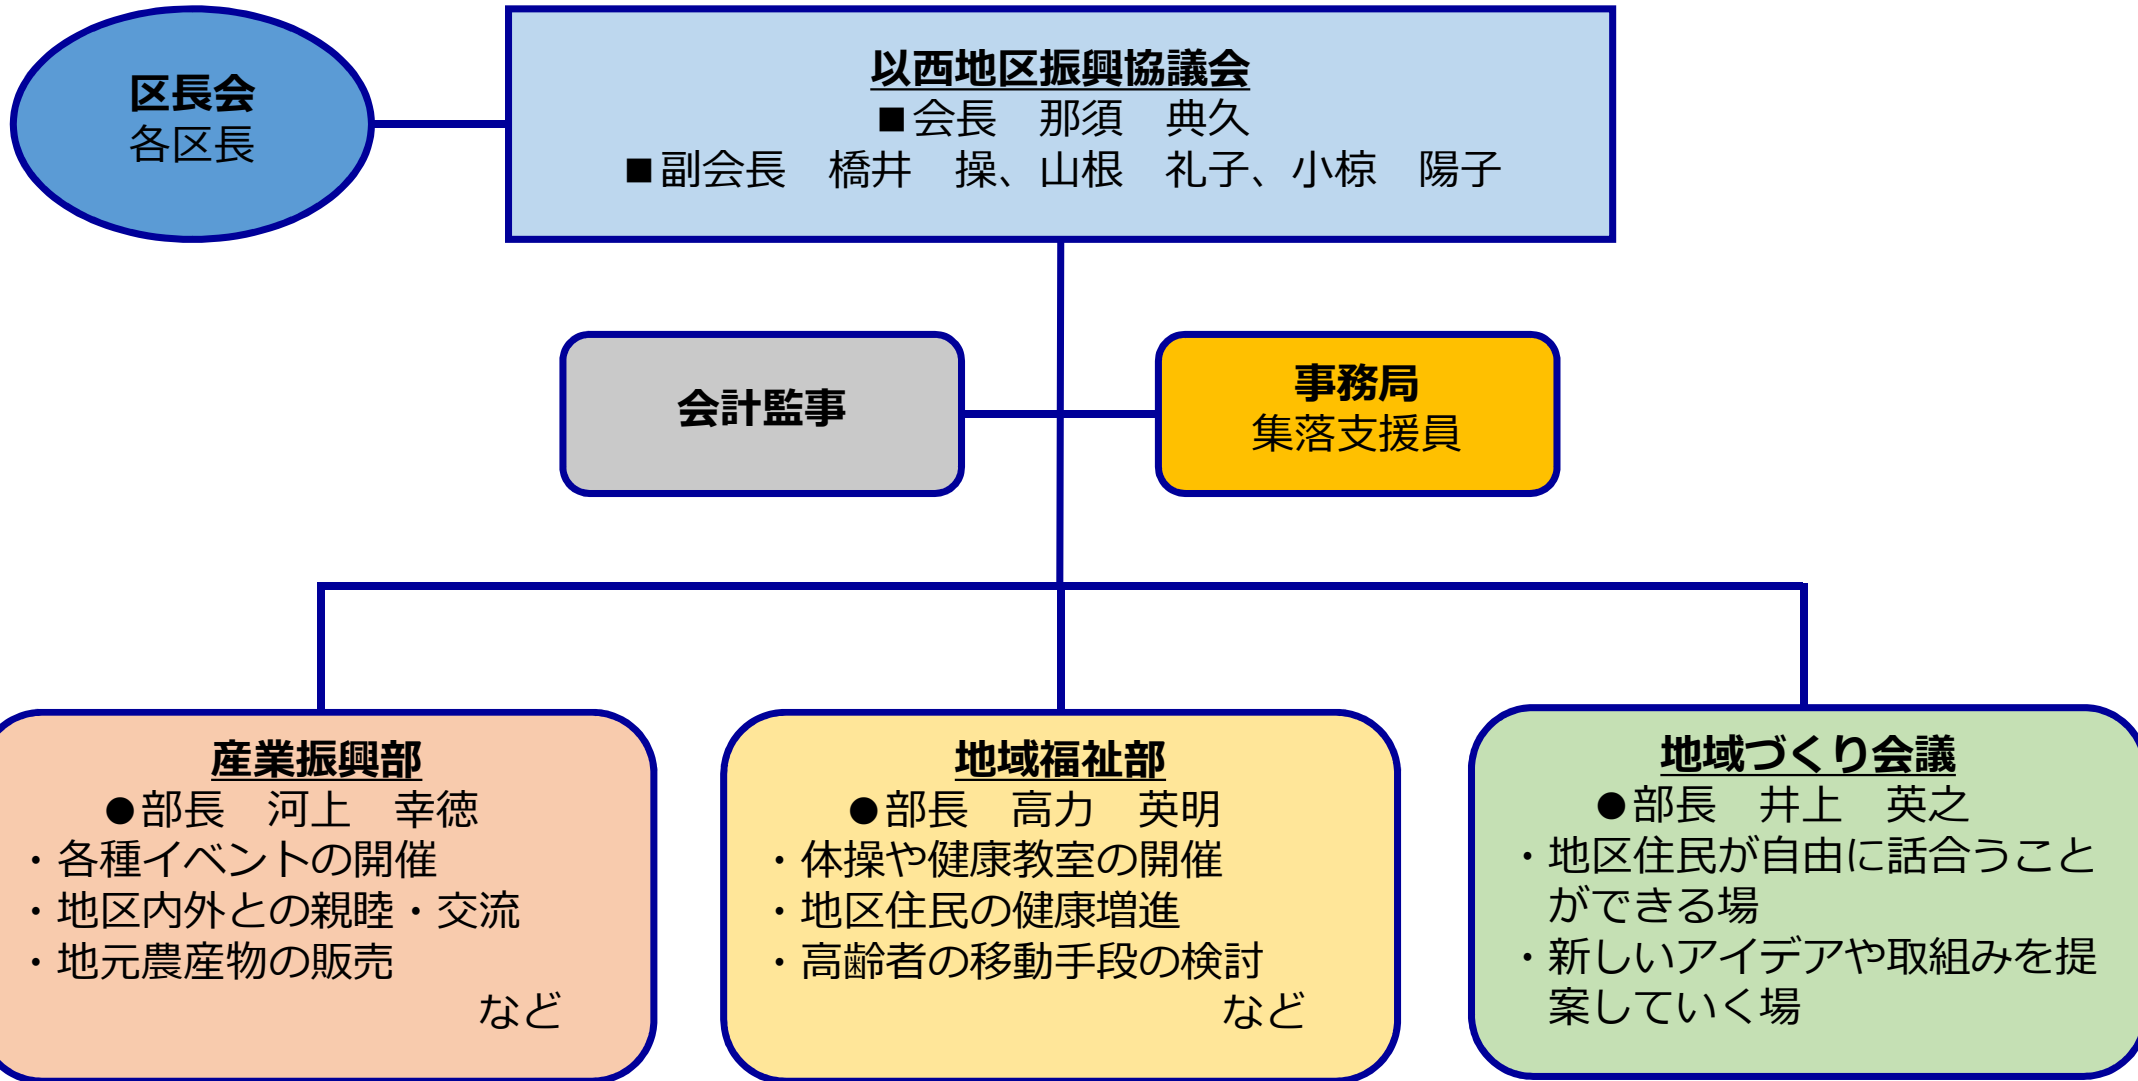 区長会
各区長
以西地区振興協議会
■会長　那須　典久
■副会長　橋井　操、山根　礼子、小椋　陽子
会計監事
事務局
集落支援員
産業振興部
●部長　河上　幸徳
・各種イベントの開催
・地区内外との親睦・交流
・地元農産物の販売
など
地域福祉部
●部長　高力　英明
・体操や健康教室の開催
・地区住民の健康増進
・高齢者の移動手段の検討
など
地域づくり会議
●部長　井上　英之
・地区住民が自由に話合うこと
ができる場
・新しいアイデアや取組みを提
案していく場